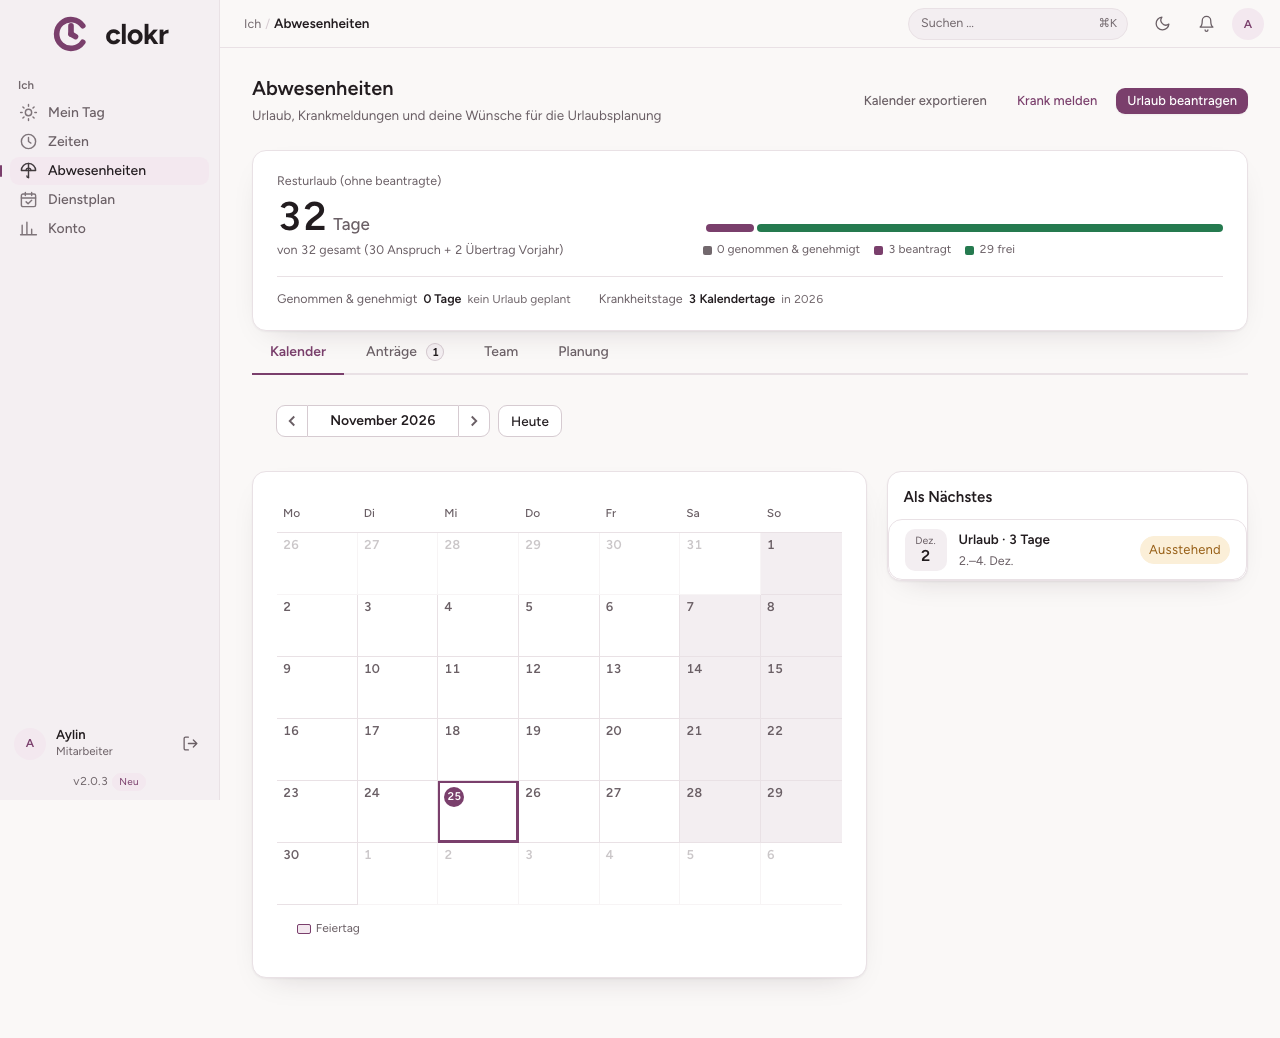 clokr
Ich / Abwesenheiten
Suchen ... ⌘K
A
Ich
Mein Tag
Zeiten
Abwesenheiten
Dienstplan
Konto
Abwesenheiten
Urlaub, Krankmeldungen und deine Wünsche für die Urlaubsplanung
Kalender exportieren
Krank melden
Urlaub beantragen
Resturlaub (ohne beantragte)
32 Tage
von 32 gesamt (30 Anspruch + 2 Übertrag Vorjahr)
0 genommen & genehmigt
3 beantragt
29 frei
Genommen & genehmigt 0 Tage kein Urlaub geplant
Krankheitstage 3 Kalendertage in 2026
Kalender
Anträge 1
Team
Planung
November 2026
Heute
Mo Di Mi Do Fr Sa So
26 27 28 29 30 31 1
2 3 4 5 6 7 8
9 10 11 12 13 14 15
16 17 18 19 20 21 22
23 24 25 26 27 28 29
30 1 2 3 4 5 6
Feiertag
Als Nächstes
Dez.
2
Urlaub · 3 Tage
2.–4. Dez.
Ausstehend
A
Aylin
Mitarbeiter
v2.0.3 Neu